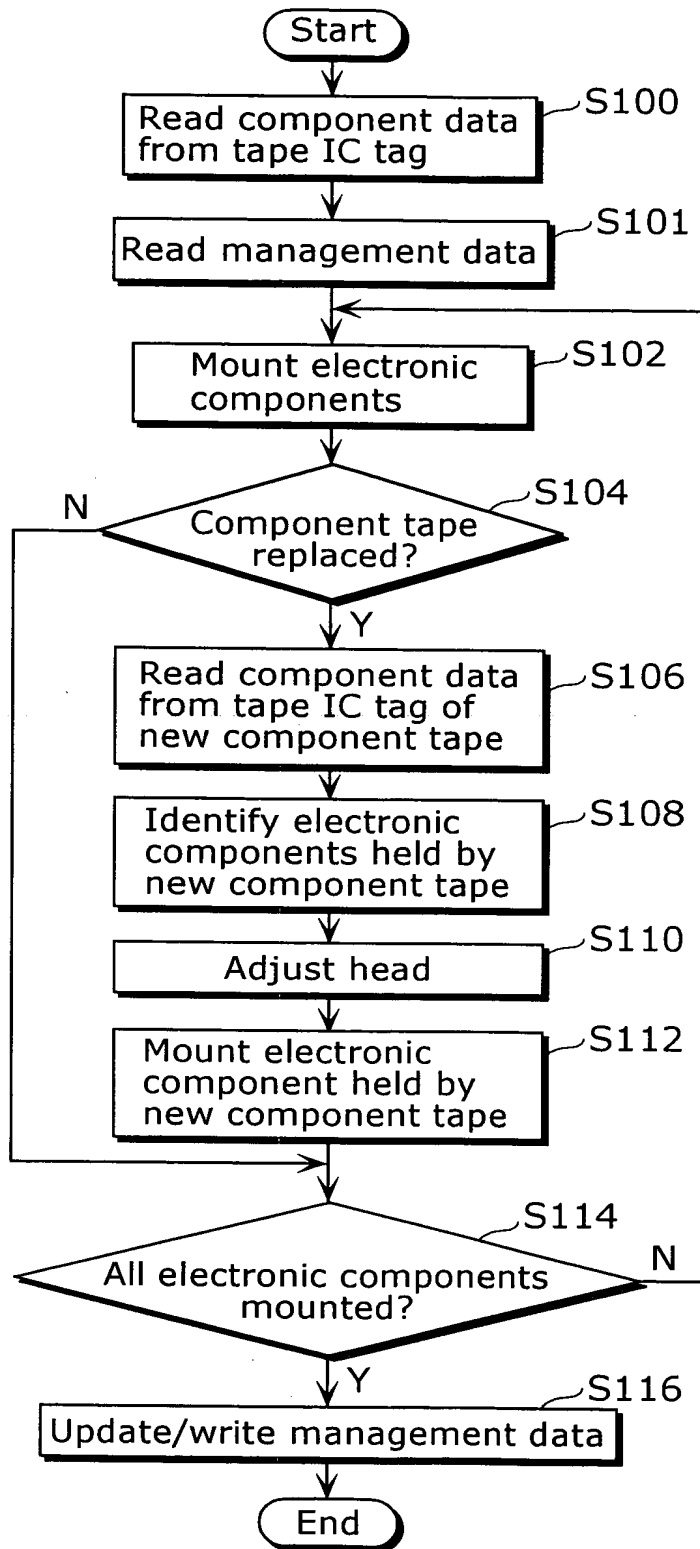 Start
S100
Read component data
from tape IC tag
S101
Read management data
S102
Mount electronic
components
S104
N
Component tape
replaced?
Y
S106
Read component data
from tape IC tag of
new component tape
S108
Identify electronic
components held by
new component tape
S110
Adjust head
S112
Mount electronic
component held by
new component tape
S114
N
All electronic components
mounted?
Y
S116
Update/write management data
End